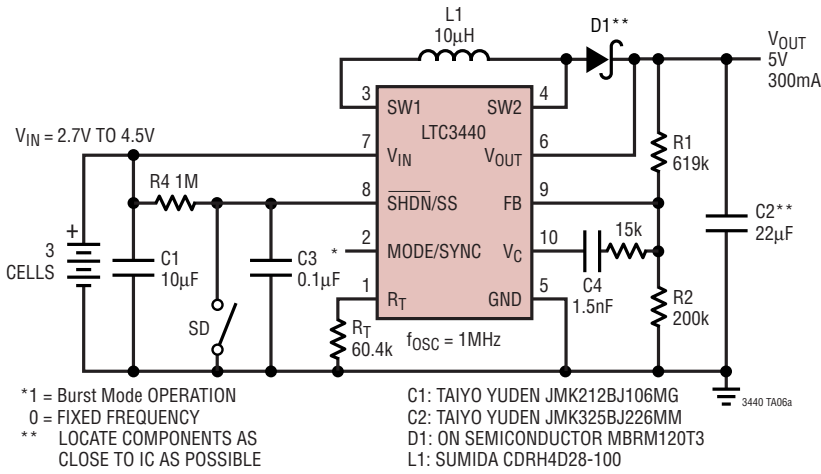 L1
10µH
D1**
VOUT
5V
300mA
3
SW1
SW2
4
LTC3440
VIN = 2.7V TO 4.5V
7
VIN
VOUT
6
R1
619k
R4 1M
8
SHDN/SS
FB
9
15k
C2**
22µF
+
3
CELLS
C1
10µF
C3
0.1µF
*
2
MODE/SYNC
VC
10
C4
1.5nF
1
RT
GND
5
R2
200k
SD
RT
60.4k
fOSC = 1MHz
3440 TA06a
*1 = Burst Mode OPERATION
0 = FIXED FREQUENCY
** LOCATE COMPONENTS AS
CLOSE TO IC AS POSSIBLE
C1: TAIYO YUDEN JMK212BJ106MG
C2: TAIYO YUDEN JMK325BJ226MM
D1: ON SEMICONDUCTOR MBRM120T3
L1: SUMIDA CDRH4D28-100